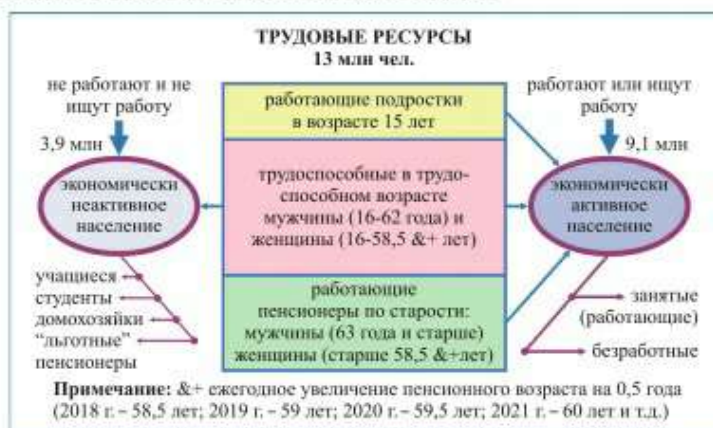 ТРУДОВЫЕ РЕСУРСЫ
13 млн чел.
не работают и не
ищут работу
3,9 млн
экономически
неактивное
население
учащиеся
студенты
домохозяйки
“льготные”
пенсионеры
работающие подростки
в возрасте 15 лет
трудоспособные в трудо-
способном возрасте
мужчины (16-62 года) и
женщины (16-58,5 &+ лет)
работающие
пенсионеры по старости:
мужчины (63 года и старше)
женщины (старше 58,5 &+лет)
работают или ищут
работу
9,1 млн
экономически
активное
население
занятые
(работающие)
безработные
Примечание: &+ ежегодное увеличение пенсионного возраста на 0,5 года
(2018 г. – 58,5 лет; 2019 г. – 59 лет; 2020 г. – 59,5 лет; 2021 г. – 60 лет и т.д.)